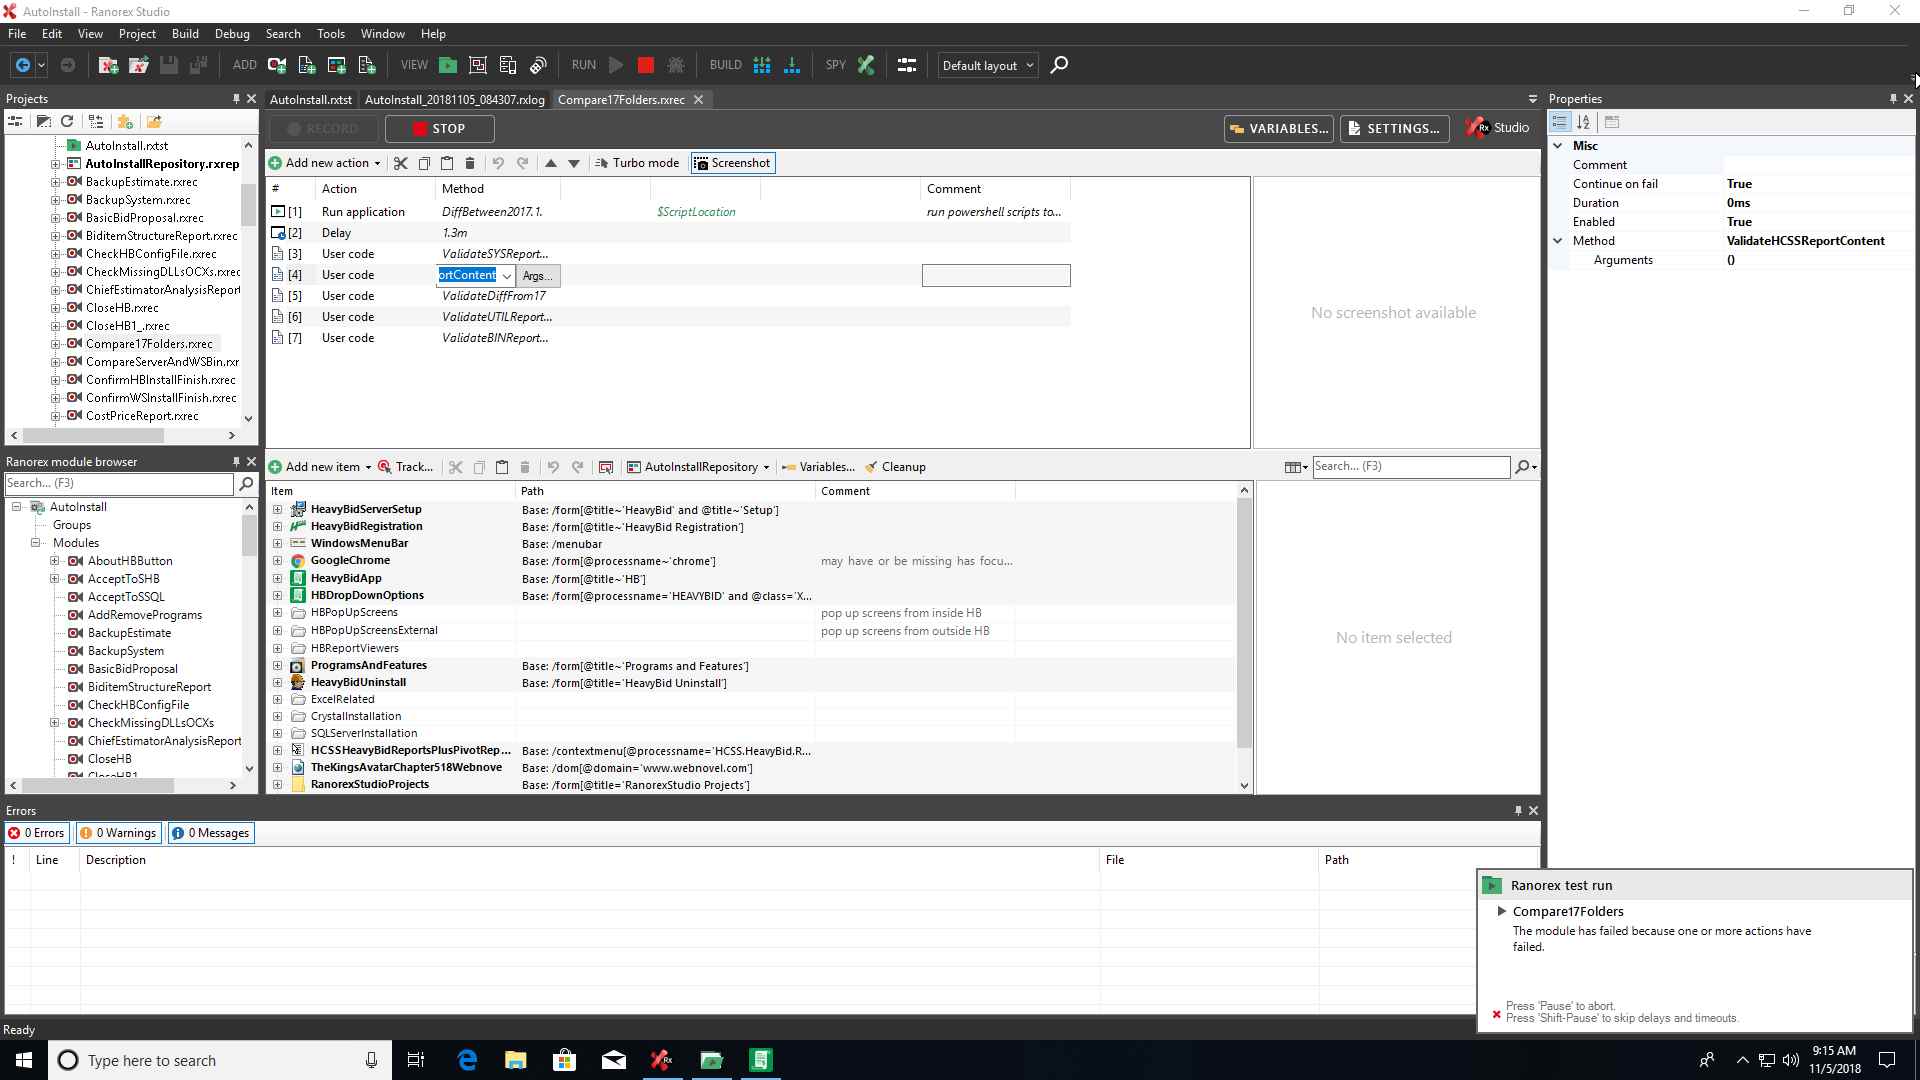 AutoInstall - Ranorex Studio
File Edit View Project Build Debug Search Tools Window Help
ADD VIEW RUN BUILD SPY Default layout
Projects
AutoInstall.rxtst
AutoInstallRepository.rxrep
BackupEstimate.rxrec
BackupSystem.rxrec
BasicBidProposal.rxrec
BiditemStructureReport.rxrec
CheckHBConfigFile.rxrec
CheckMissingDLLsOCXs.rxrec
ChiefEstimatorAnalysisReport
CloseHB.rxrec
CloseHB1_.rxrec
Compare17Folders.rxrec
CompareServerAndWSBin.rxr
ConfirmHBInstallFinish.rxrec
ConfirmWSInstallFinish.rxrec
CostPriceReport.rxrec
Ranorex module browser
Search... (F3)
AutoInstall
Groups
Modules
AboutHBButton
AcceptToSHB
AcceptToSSQL
AddRemovePrograms
BackupEstimate
BackupSystem
BasicBidProposal
BiditemStructureReport
CheckHBConfigFile
CheckMissingDLLsOCXs
ChiefEstimatorAnalysisReport
CloseHB
CloseHB1
AutoInstall.rxtst AutoInstall_20181105_084307.rxlog Compare17Folders.rxrec
RECORD STOP VARIABLES... SETTINGS... Rx Studio
Add new action Turbo mode Screenshot
# Action Method Comment
[1] Run application DiffBetween2017.1. $ScriptLocation run powershell scripts to...
[2] Delay 1.3m
[3] User code ValidateSYSReport...
[4] User code ortContent Args...
[5] User code ValidateDiffFrom17
[6] User code ValidateUTILReport...
[7] User code ValidateBINReport...
No screenshot available
Add new item Track... AutoInstallRepository Variables... Cleanup Search... (F3)
Item Path Comment
HeavyBidServerSetup Base: /form[@title~'HeavyBid' and @title~'Setup']
HeavyBidRegistration Base: /form[@title~'HeavyBid Registration']
WindowsMenuBar Base: /menubar
GoogleChrome Base: /form[@processname~'chrome'] may have or be missing has focu...
HeavyBidApp Base: /form[@title~'HB']
HBDropDownOptions Base: /form[@processname='HEAVYBID' and @class='X...
HBPopUpScreens pop up screens from inside HB
HBPopUpScreensExternal pop up screens from outside HB
HBReportViewers
ProgramsAndFeatures Base: /form[@title~'Programs and Features']
HeavyBidUninstall Base: /form[@title='HeavyBid Uninstall']
ExcelRelated
CrystalInstallation
SQLServerInstallation
HCSSHeavyBidReportsPlusPivotRep... Base: /contextmenu[@processname='HCSS.HeavyBid.R...
TheKingsAvatarChapter518Webnove Base: /dom[@domain='www.webnovel.com']
RanorexStudioProjects Base: /form[@title='RanorexStudio Projects']
No item selected
Properties
Misc
Comment
Continue on fail True
Duration 0ms
Enabled True
Method ValidateHCSSReportContent
Arguments ()
Errors
0 Errors 0 Warnings 0 Messages
! Line Description File Path
Ranorex test run
Compare17Folders
The module has failed because one or more actions have
failed.
Press 'Pause' to abort.
Press 'Shift-Pause' to skip delays and timeouts.
Ready
Type here to search
9:15 AM
11/5/2018